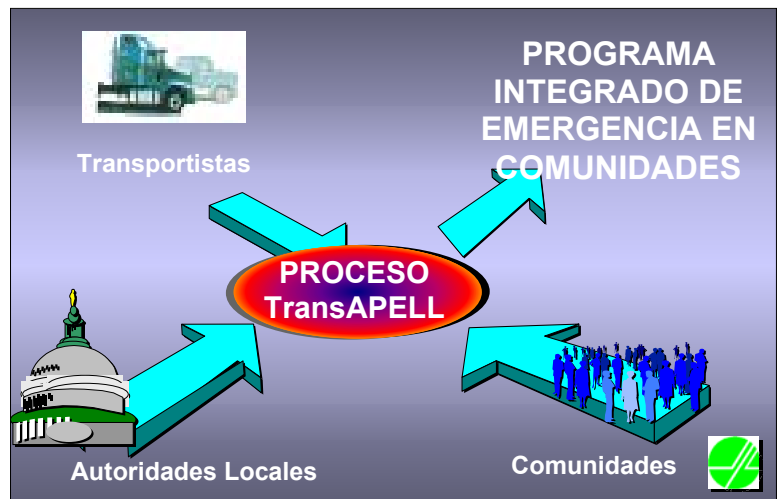 PROGRAMA
INTEGRADO DE
EMERGENCIA EN
COMUNIDADES
Transportistas
PROCESO
TransAPELL
Autoridades Locales
Comunidades